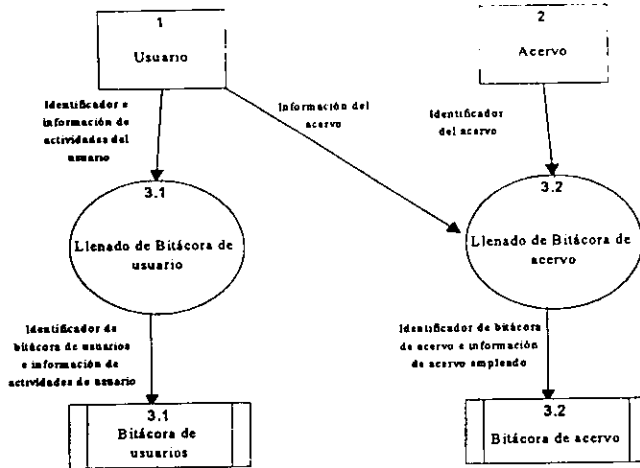 1
Usuario
2
Acervo
Identificador e
información de
actividades del
usuario
Información del
acervo
Identificador
del acervo
3.1
Llenado de Bitácora de
usuario
3.2
Llenado de Bitácora de
acervo
Identificador de
bitácora de usuarios
e información de
actividades de usuario
Identificador de bitácora
de acervo e información
de acervo empleado
3.1
Bitácora de
usuarios
3.2
Bitácora de acervo